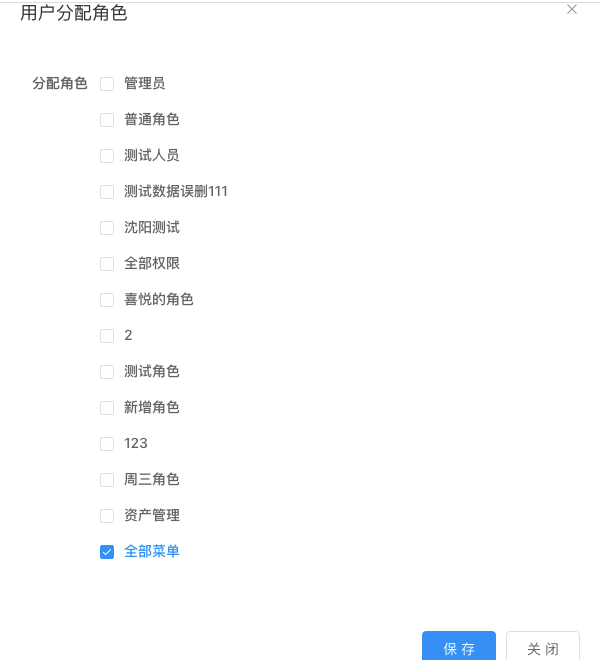 用户分配角色
分配角色 管理员
普通角色
测试人员
测试数据误删111
沈阳测试
全部权限
喜悦的角色
2
测试角色
新增角色
123
周三角色
资产管理
全部菜单
保 存 关 闭